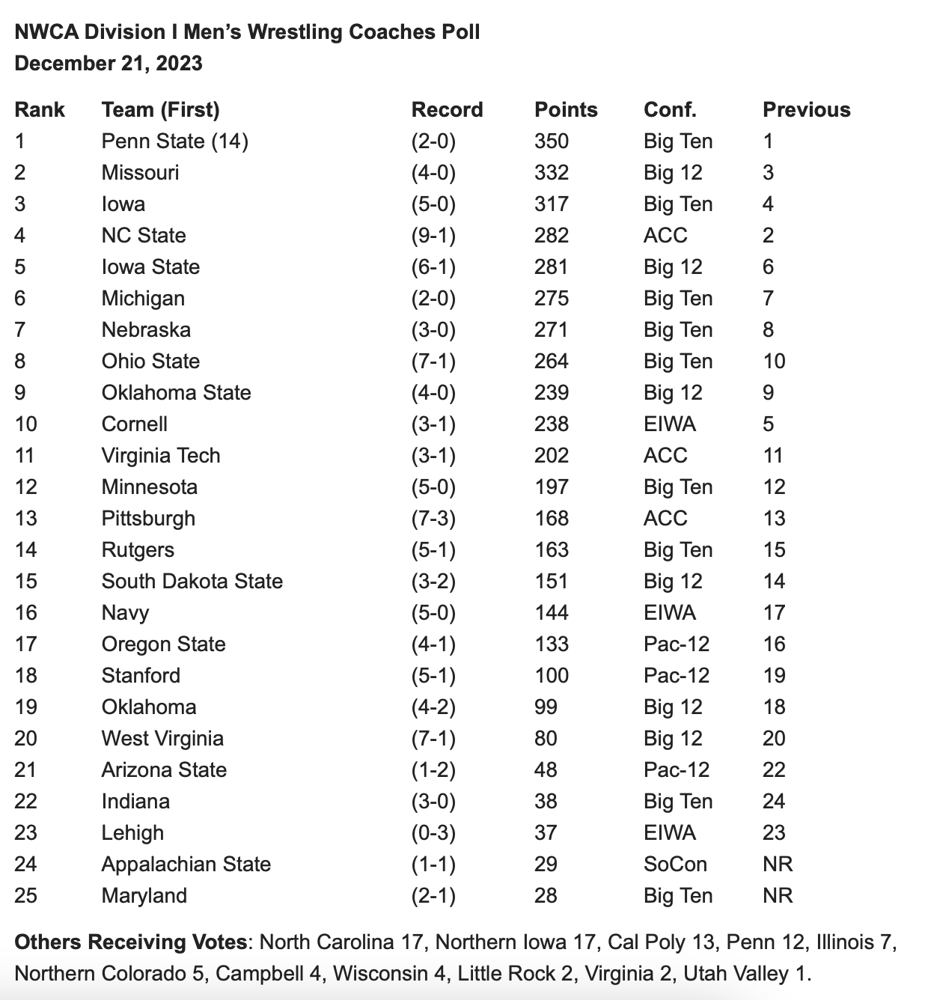 NWCA Division I Men’s Wrestling Coaches Poll
December 21, 2023
Rank Team (First) Record Points Conf. Previous
1 Penn State (14) (2-0) 350 Big Ten 1
2 Missouri (4-0) 332 Big 12 3
3 Iowa (5-0) 317 Big Ten 4
4 NC State (9-1) 282 ACC 2
5 Iowa State (6-1) 281 Big 12 6
6 Michigan (2-0) 275 Big Ten 7
7 Nebraska (3-0) 271 Big Ten 8
8 Ohio State (7-1) 264 Big Ten 10
9 Oklahoma State (4-0) 239 Big 12 9
10 Cornell (3-1) 238 EIWA 5
11 Virginia Tech (3-1) 202 ACC 11
12 Minnesota (5-0) 197 Big Ten 12
13 Pittsburgh (7-3) 168 ACC 13
14 Rutgers (5-1) 163 Big Ten 15
15 South Dakota State (3-2) 151 Big 12 14
16 Navy (5-0) 144 EIWA 17
17 Oregon State (4-1) 133 Pac-12 16
18 Stanford (5-1) 100 Pac-12 19
19 Oklahoma (4-2) 99 Big 12 18
20 West Virginia (7-1) 80 Big 12 20
21 Arizona State (1-2) 48 Pac-12 22
22 Indiana (3-0) 38 Big Ten 24
23 Lehigh (0-3) 37 EIWA 23
24 Appalachian State (1-1) 29 SoCon NR
25 Maryland (2-1) 28 Big Ten NR
Others Receiving Votes: North Carolina 17, Northern Iowa 17, Cal Poly 13, Penn 12, Illinois 7,
Northern Colorado 5, Campbell 4, Wisconsin 4, Little Rock 2, Virginia 2, Utah Valley 1.